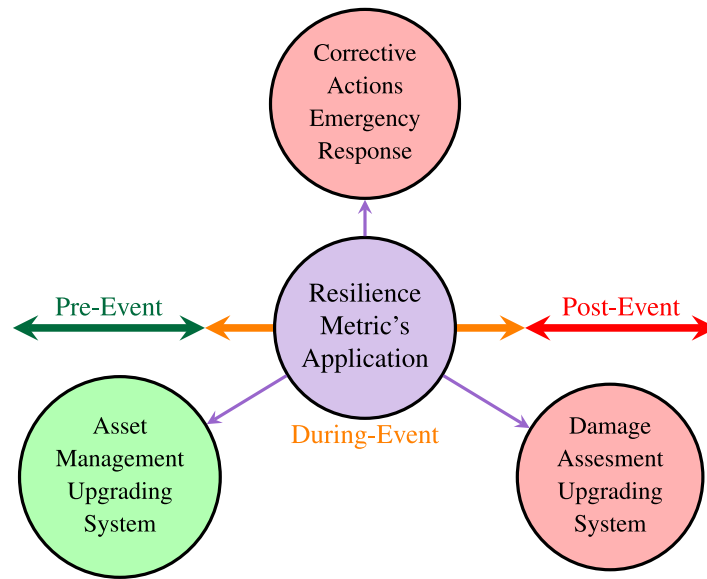 Corrective
Actions
Emergency
Response
Pre-Event
Resilience
Metric's
Application
Post-Event
During-Event
Asset
Management
Upgrading
System
Damage
Assesment
Upgrading
System